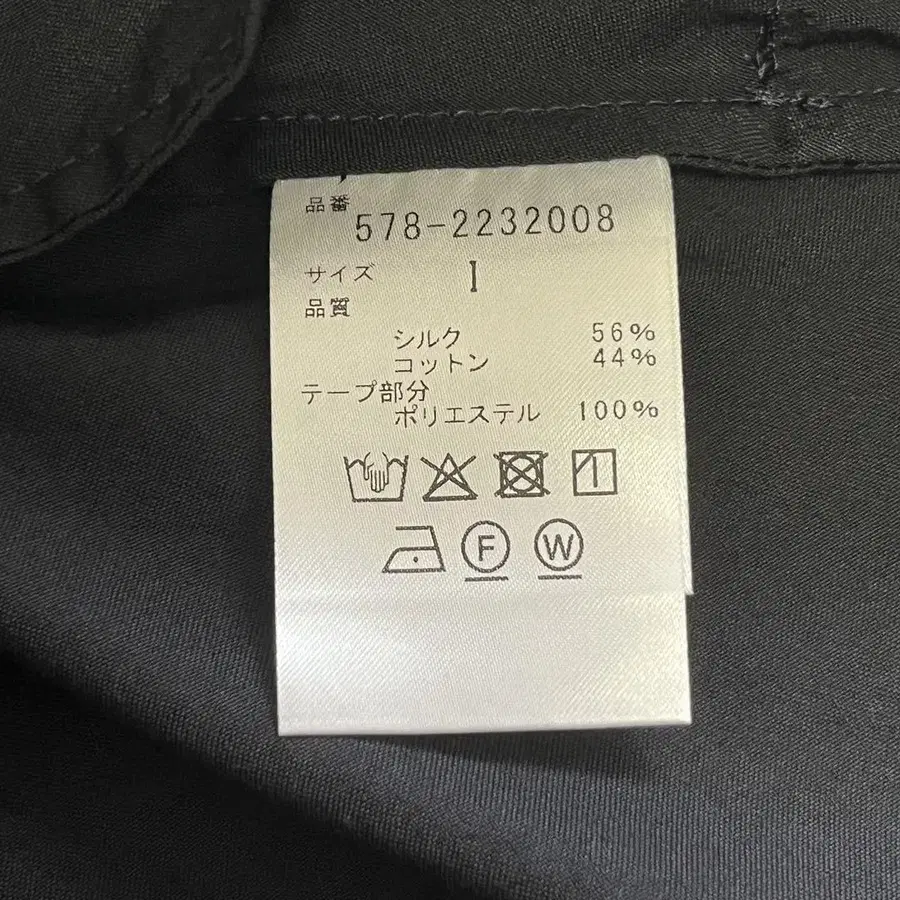 品番
578-2232008
サイズ 1
品質
シルク 56%
コットン 44%
テープ部分
ポリエステル 100%
F W